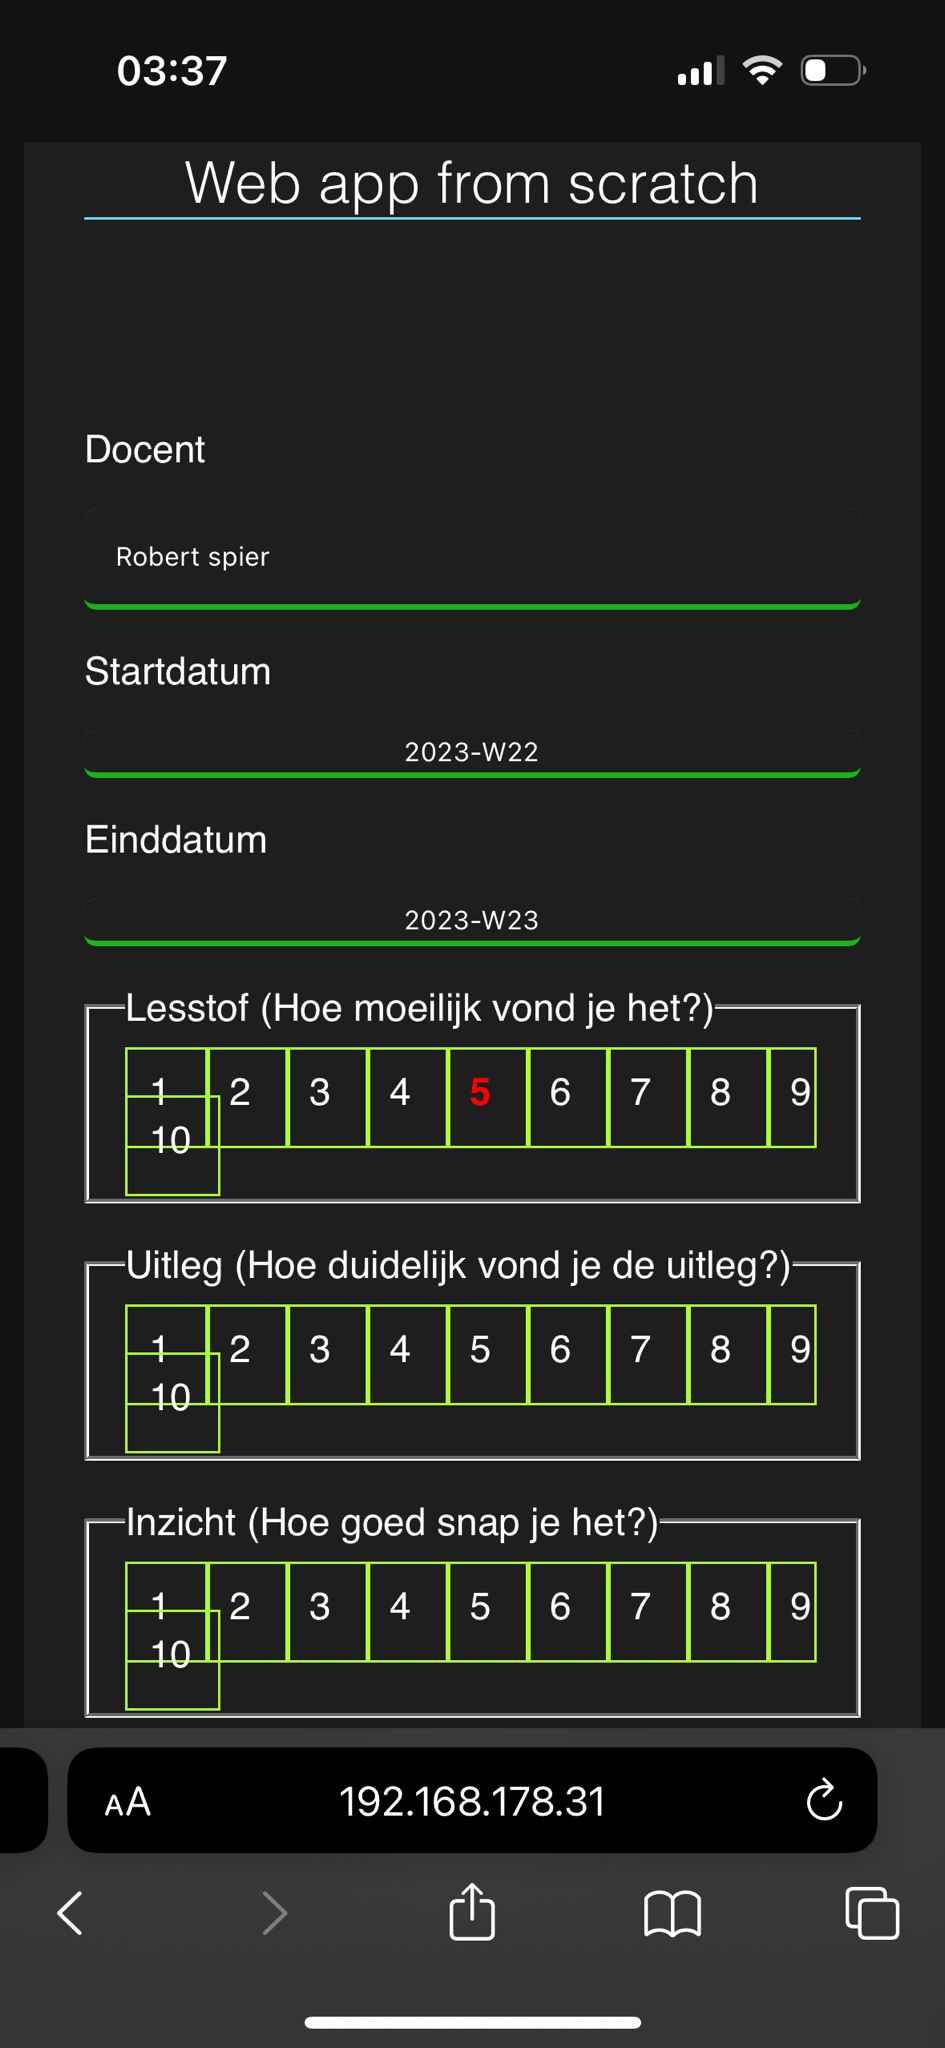 03:37
Web app from scratch
Docent
Robert spier
Startdatum
2023-W22
Einddatum
2023-W23
Lesstof (Hoe moeilijk vond je het?)
1 2 3 4 5 6 7 8 9
10
Uitleg (Hoe duidelijk vond je de uitleg?)
1 2 3 4 5 6 7 8 9
10
Inzicht (Hoe goed snap je het?)
1 2 3 4 5 6 7 8 9
10
AA 192.168.178.31